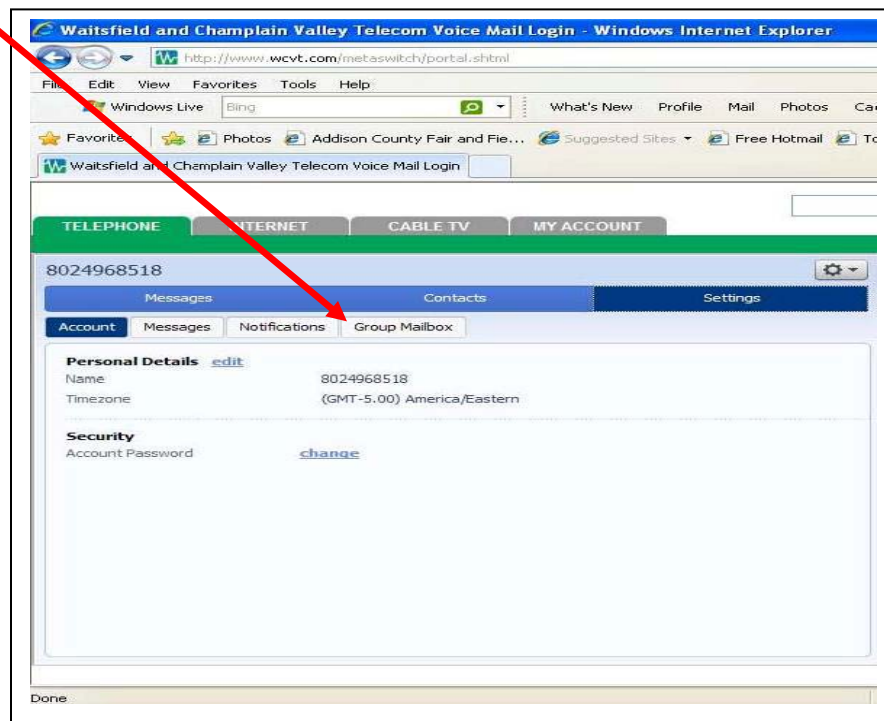 Waitsfield and Champlain Valley Telecom Voice Mail Login - Windows Internet Explorer
http://www.wcvt.com/metaswitch/portal.shtml
File Edit View Favorites Tools Help
Windows Live Bing What's New Profile Mail Photos
Favorites Photos Addison County Fair and Fie... Suggested Sites Free Hotmail
Waitsfield and Champlain Valley Telecom Voice Mail Login
TELEPHONE INTERNET CABLE TV MY ACCOUNT
8024968518
Messages Contacts Settings
Account Messages Notifications Group Mailbox
Personal Details edit
Name 8024968518
Timezone (GMT-5.00) America/Eastern
Security
Account Password change
Done